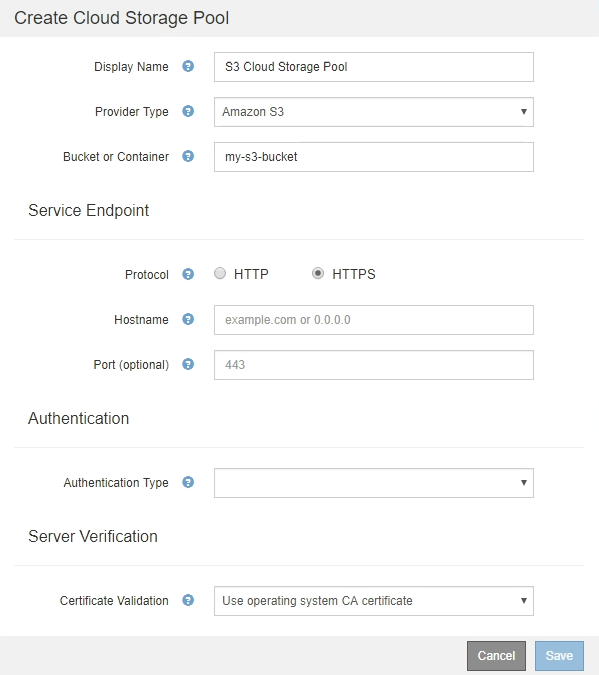 Create Cloud Storage Pool
Display Name ? S3 Cloud Storage Pool
Provider Type ? Amazon S3
Bucket or Container ? my-s3-bucket
Service Endpoint
Protocol ? HTTP HTTPS
Hostname ? example.com or 0.0.0.0
Port (optional) ? 443
Authentication
Authentication Type ?
Server Verification
Certificate Validation ? Use operating system CA certificate
Cancel Save